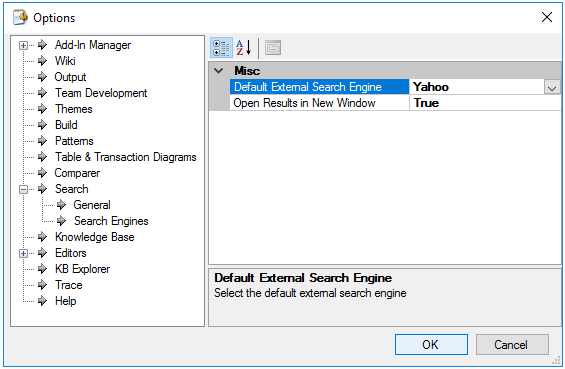 Options
Add-In Manager
Wiki
Output
Team Development
Themes
Build
Patterns
Table & Transaction Diagrams
Comparer
Search
General
Search Engines
Knowledge Base
Editors
KB Explorer
Trace
Help
A
Z
Misc
Default External Search Engine Yahoo
Open Results in New Window True
Default External Search Engine
Select the default external search engine
OK Cancel